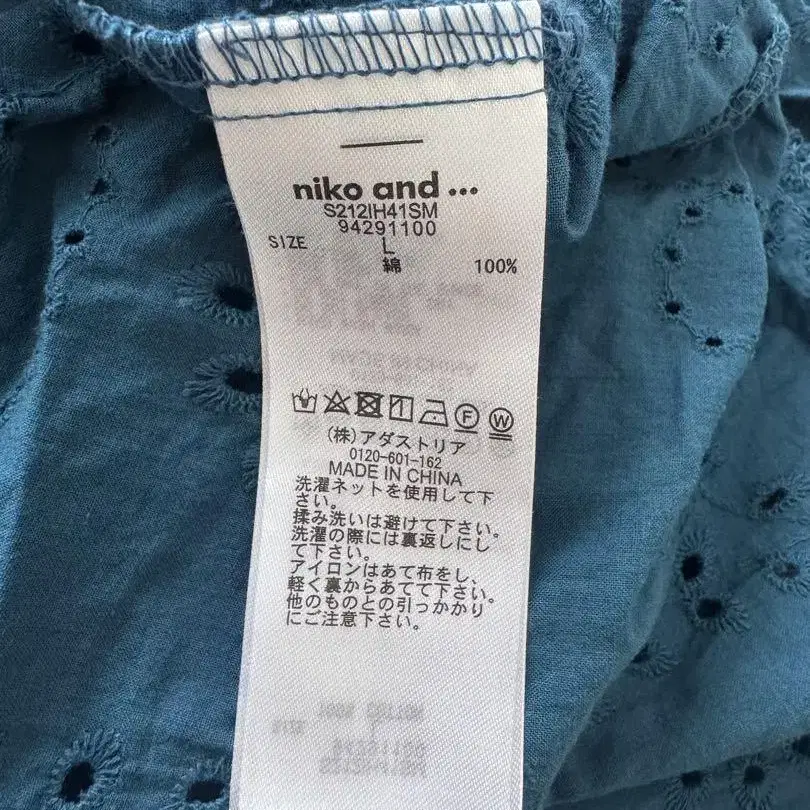 niko and ...
S212IH41SM
94291100
SIZE L
綿 100%
F W
(株)アダストリア
0120-601-162
MADE IN CHINA
洗濯ネットを使用して下
さい。
揉み洗いは避けて下さい。
洗濯の際には裏返しにし
て下さい。
アイロンはあて布をし、
軽く裏からあてて下さい。
他のものとの引っかかり
にご注意下さい。